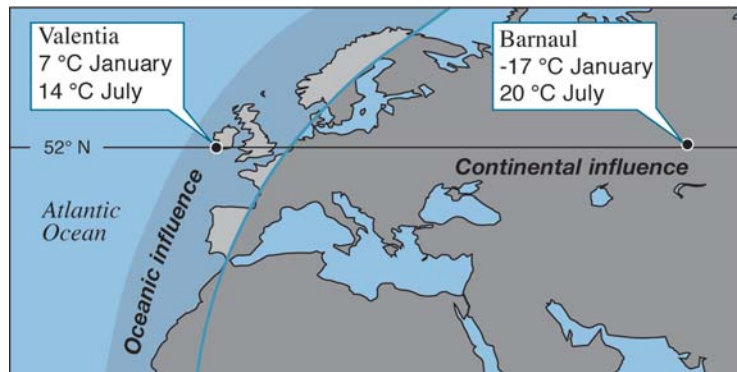 Valentia
7 °C January
14 °C July
Barnaul
-17 °C January
20 °C July
52° N
Continental influence
Atlantic
Ocean
Oceanic influence